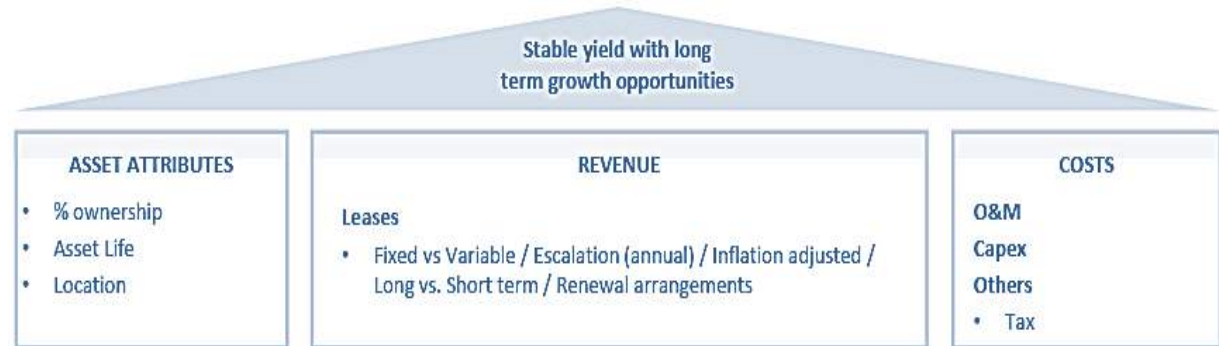 Stable yield with long
term growth opportunities
ASSET ATTRIBUTES
• % ownership
• Asset Life
• Location
REVENUE
Leases
• Fixed vs Variable / Escalation (annual) / Inflation adjusted /
Long vs. Short term / Renewal arrangements
COSTS
O&M
Capex
Others
• Tax